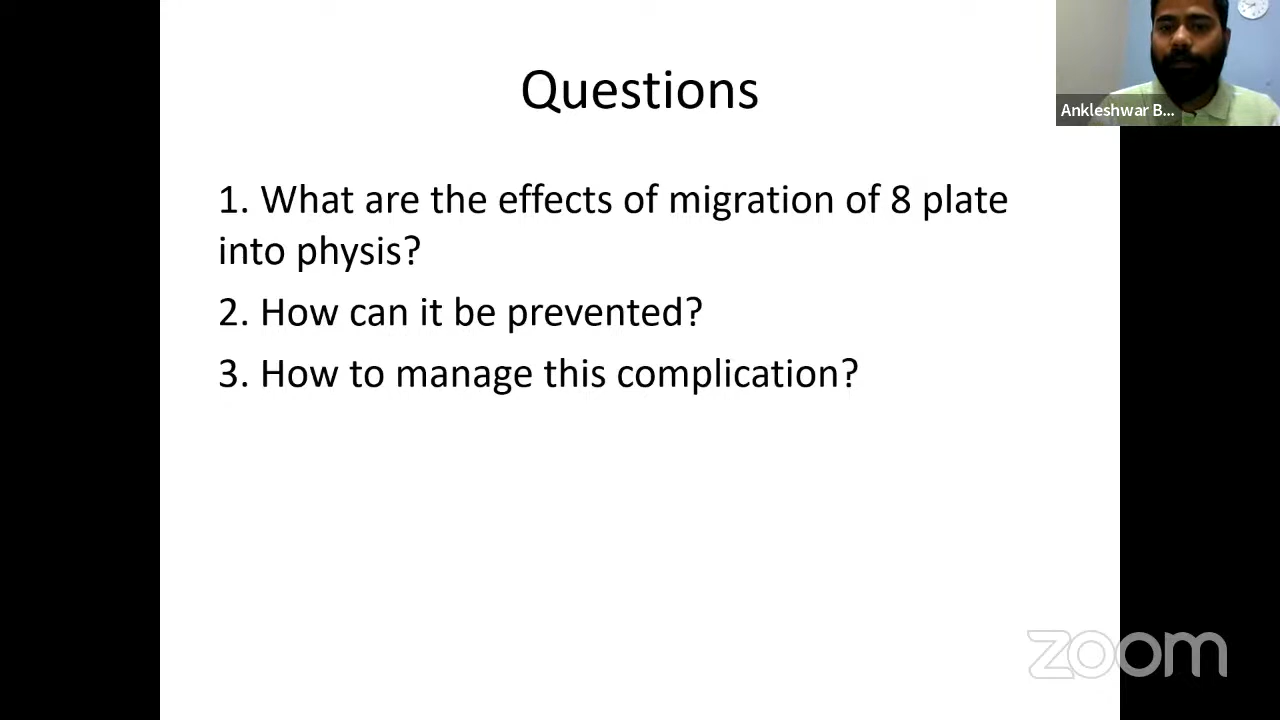 Questions
Ankleshwar B...
1. What are the effects of migration of 8 plate
into physis?
2. How can it be prevented?
3. How to manage this complication?
zoom